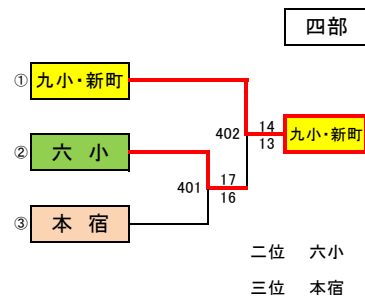 四部
① 九小・新町
402 14
13 九小・新町
② 六 小
401 17
16
③ 本 宿
二位 六小
三位 本宿